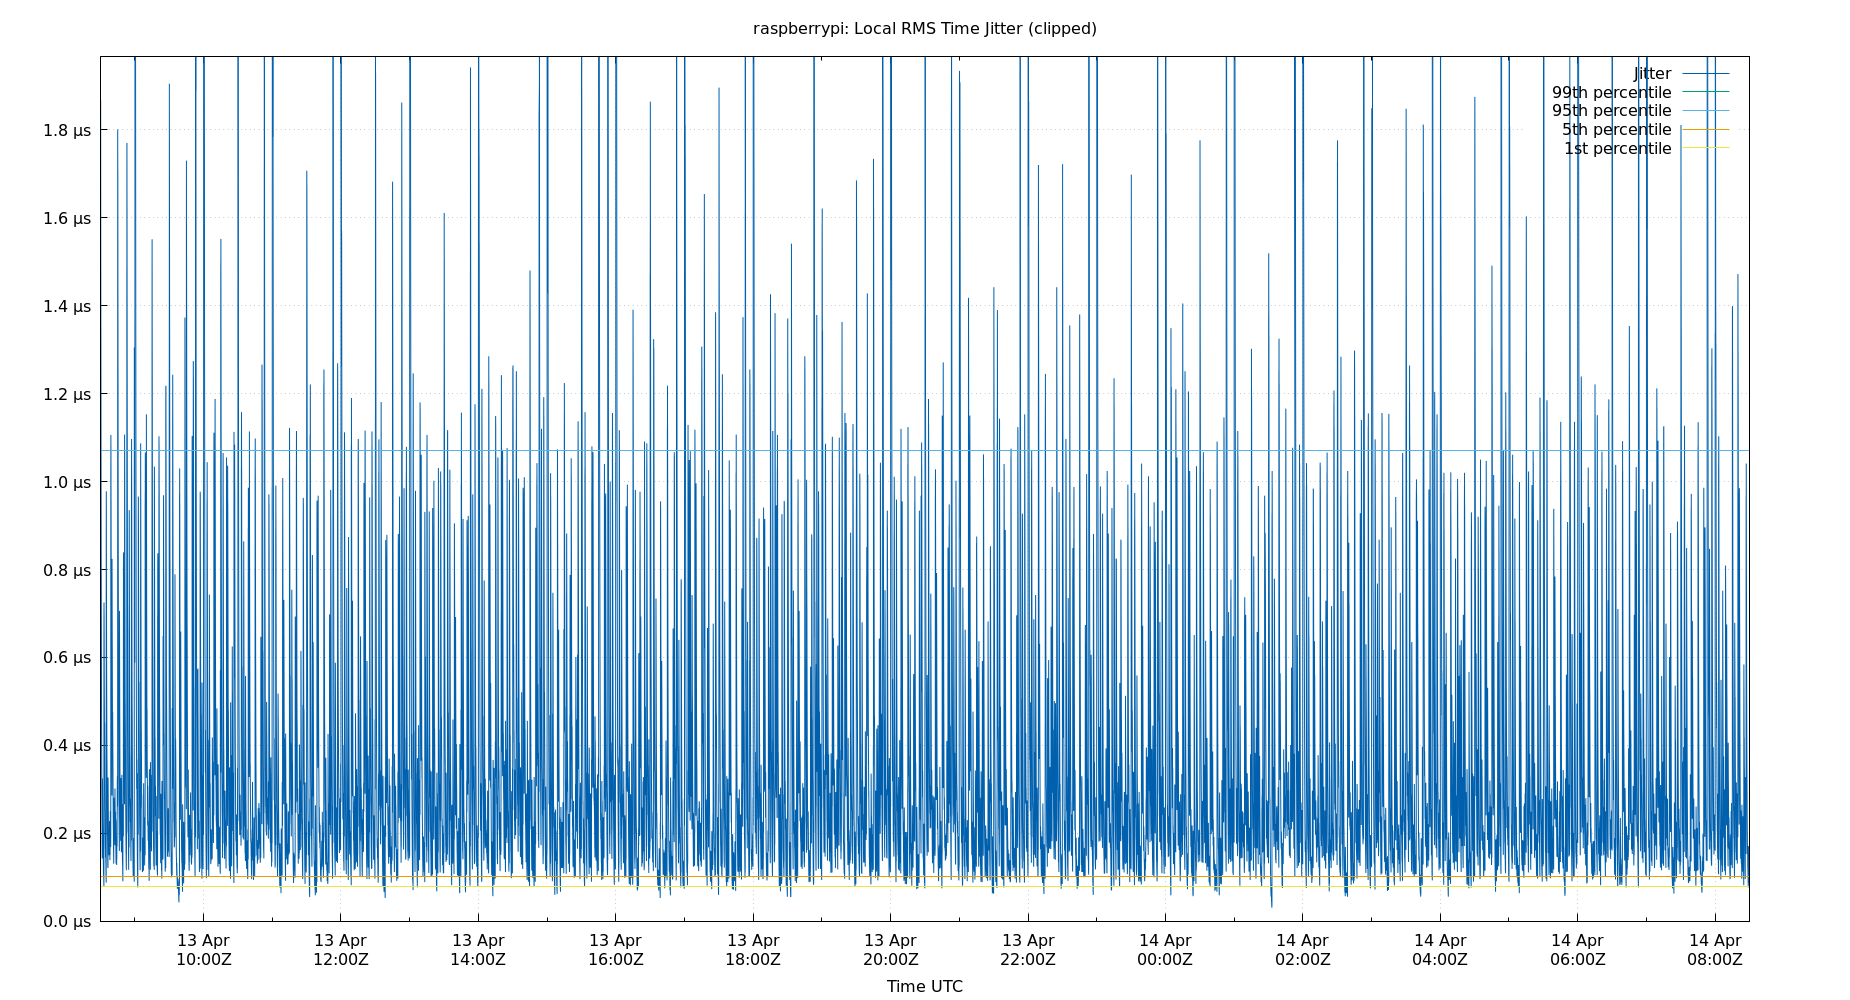 raspberrypi: Local RMS Time Jitter (clipped)
Jitter
99th percentile
95th percentile
5th percentile
1st percentile
1.8 µs
1.6 µs
1.4 µs
1.2 µs
1.0 µs
0.8 µs
0.6 µs
0.4 µs
0.2 µs
0.0 µs
13 Apr 13 Apr 13 Apr 13 Apr 13 Apr 13 Apr 13 Apr 14 Apr 14 Apr 14 Apr 14 Apr 14 Apr
10:00Z 12:00Z 14:00Z 16:00Z 18:00Z 20:00Z 22:00Z 00:00Z 02:00Z 04:00Z 06:00Z 08:00Z
Time UTC